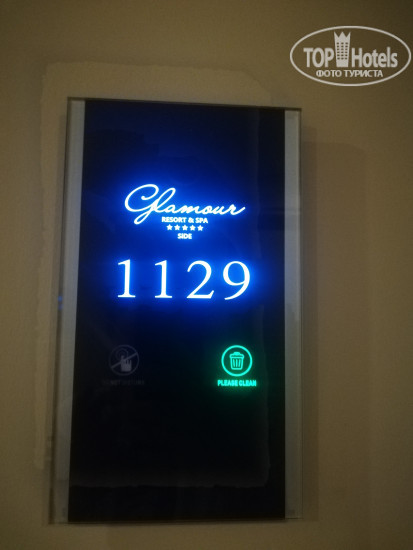 TOP Hotels
ФОТО ТУРИСТА
Glamour
RESORT & SPA
★★★★★
SIDE
1129
PLEASE CLEAN